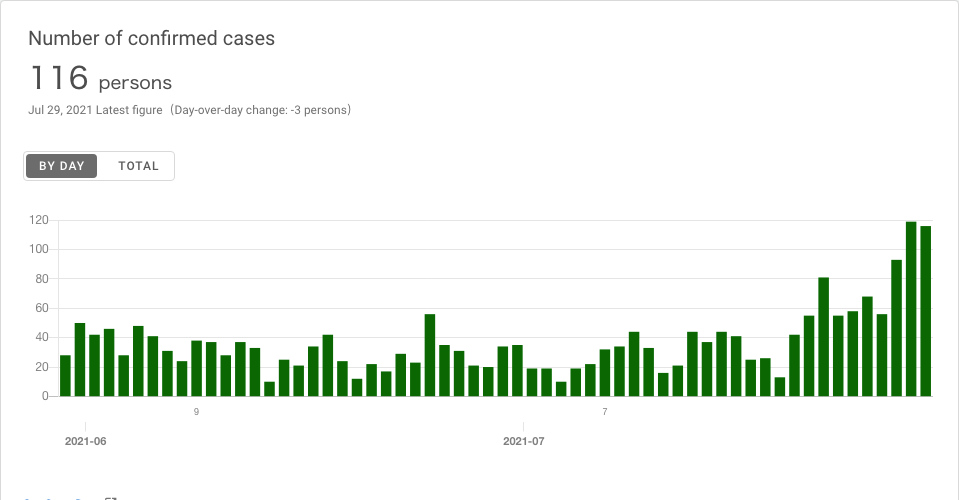 Number of confirmed cases
116 persons
Jul 29, 2021 Latest figure (Day-over-day change: -3 persons)
BY DAY TOTAL
120
100
80
60
40
20
0
9 7
2021-06 2021-07